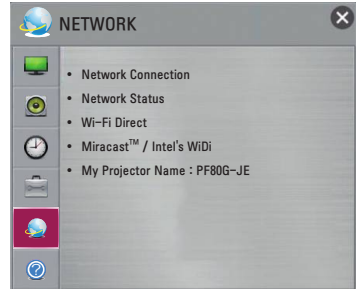 NETWORK
• Network Connection
• Network Status
• Wi-Fi Direct
• Miracast™ / Intel's WiDi
• My Projector Name : PF80G-JE